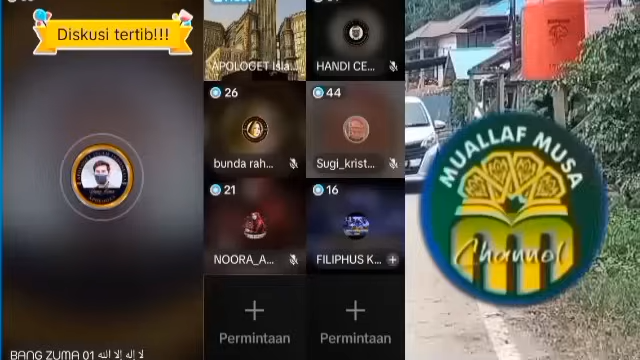 Diskusi tertib!!!
BANG ZUMA 01 لا إله إلا الله
APOLOGET Isla...
HANDI CE...
26
bunda rah...
44
Sugi_krist...
21
NOORA_A...
16
FILIPHUS K...
Permintaan
Permintaan
MUALLAF MUSA
Channel